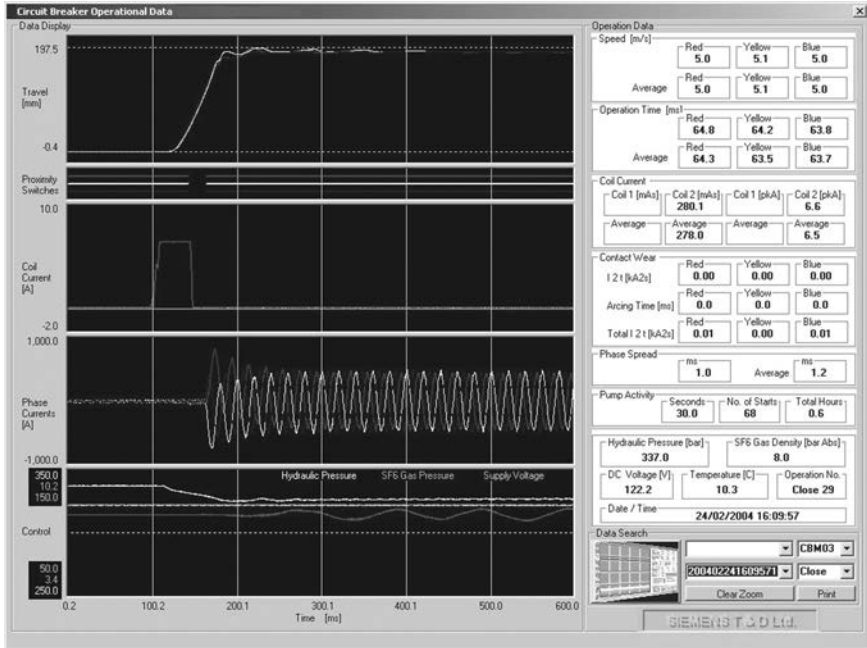 Circuit Breaker Operational Data
Data Display
197.5
Travel
[mm]
-0.4
Proximity
Switches
10.0
Coil
Current
[A]
-2.0
1,000.0
Phase
Currents
[A]
-1,000.0
350.0
10.2
150.0
Hydraulic Pressure SF6 Gas Pressure Supply Voltage
Control
50.0
3.4
250.0
0.2 100.2 200.1 300.1 400.1 500.0 600.0
Time [ms]
Operation Data
Speed [m/s]
Red Yellow Blue
5.0 5.1 5.0
Average 5.0 5.1 5.0
Operation Time [ms]
Red Yellow Blue
64.8 64.2 63.8
Red Yellow Blue
Average 64.3 63.5 63.7
Coil Current
Coil 1 [mAs] Coil 2 [mAs] Coil 1 [pkA] Coil 2 [pkA]
280.1 6.6
Average Average Average Average
278.0 6.5
Contact Wear
Red Yellow Blue
I 2 t [kA2s] 0.00 0.00 0.00
Red Yellow Blue
Arcing Time [ms] 0.0 0.0 0.0
Red Yellow Blue
Total I 2 t [kA2s] 0.01 0.00 0.01
Phase Spread
ms ms
1.0 Average 1.2
Pump Activity
Seconds No. of Starts Total Hours
30.0 68 0.6
Hydraulic Pressure [bar] SF6 Gas Density [bar Abs]
337.0 8.0
DC Voltage [V] Temperature [C] Operation No.
122.2 10.3 Close 29
Date / Time
24/02/2004 16:09:57
Data Search
CBM03
200402241609571 Close
Clear Zoom Print
SIEMENS T & D Ltd.